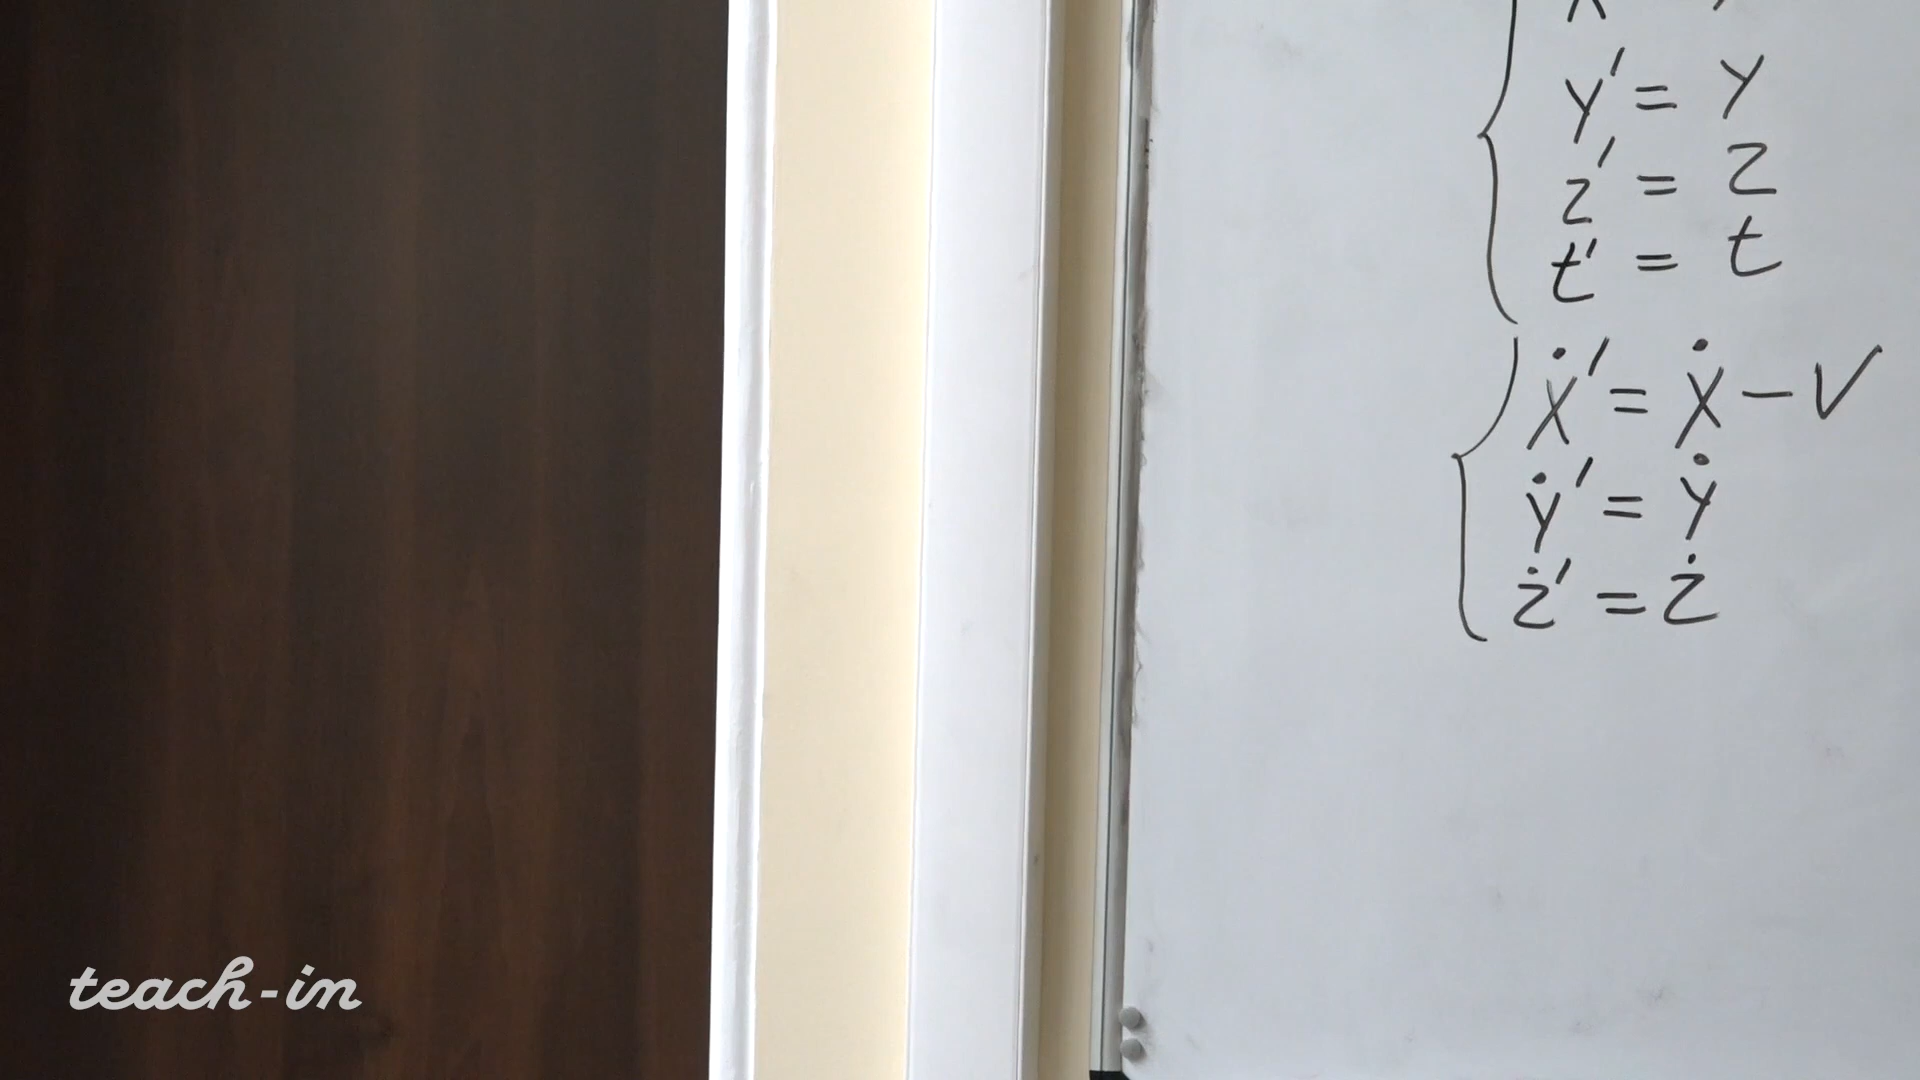 y' = y
z' = z
t' = t
ẋ' = ẋ - V
ẏ' = ẏ
ż' = ż
teach-in